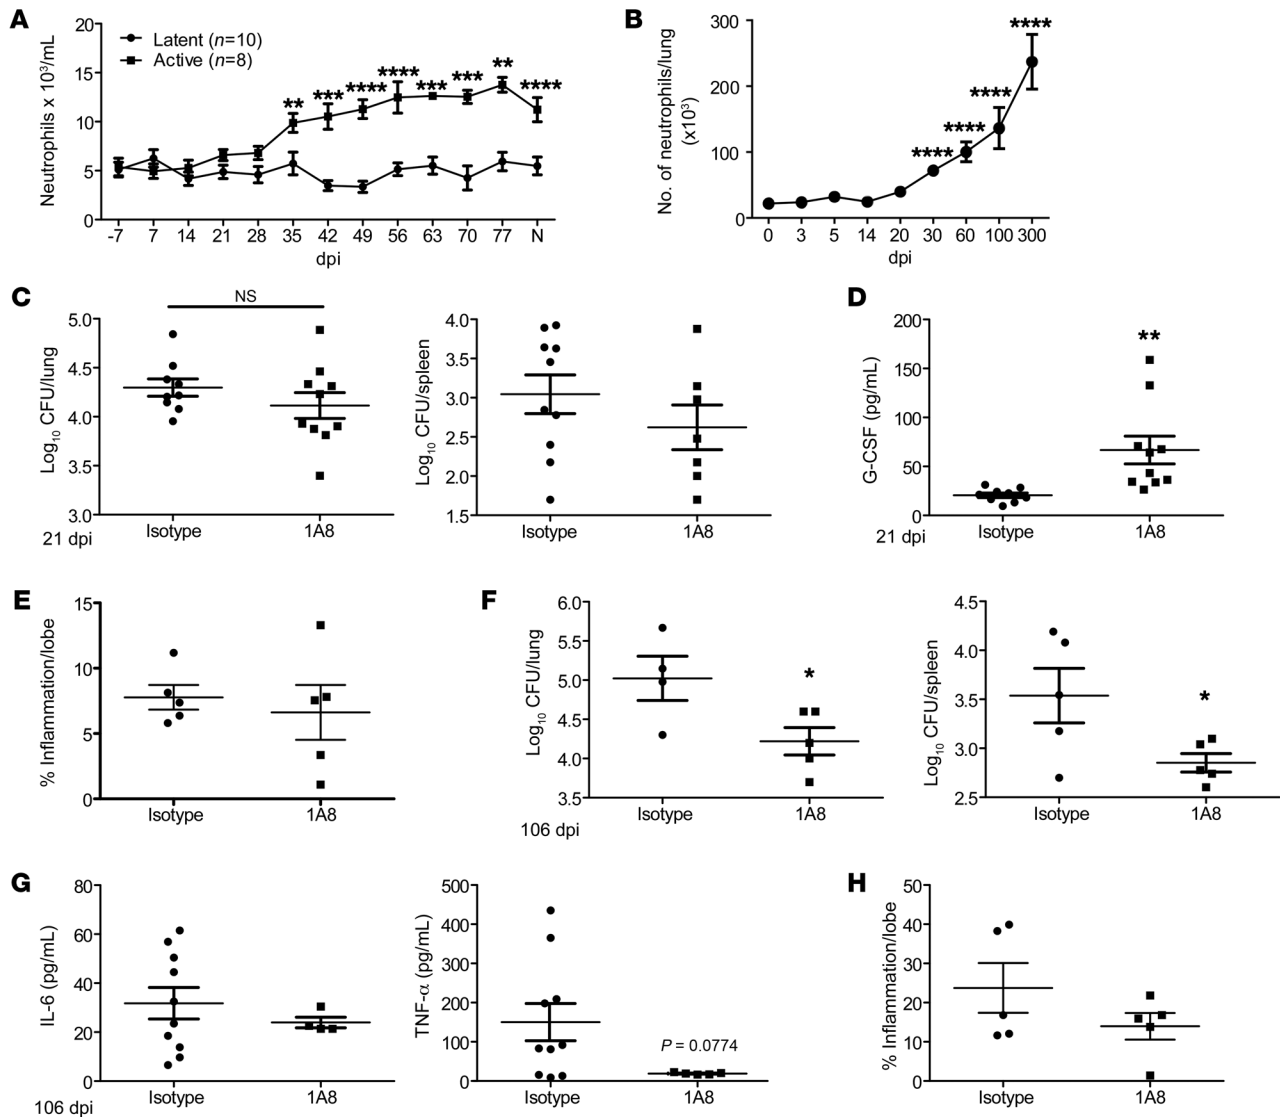 A
Neutrophils x 10³/mL
20
15
10
5
0
Latent (n=10)
Active (n=8)
**
***
****
****
***
***
**
****
-7 7 14 21 28 35 42 49 56 63 70 77 N
dpi
B
No. of neutrophils/lung
(x10³)
300
200
100
0
****
****
****
****
0 3 5 14 20 30 60 100 300
dpi
C
NS
Log₁₀ CFU/lung
5.0
4.5
4.0
3.5
3.0
Isotype 1A8
21 dpi
Log₁₀ CFU/spleen
4.0
3.5
3.0
2.5
2.0
1.5
Isotype 1A8
D
G-CSF (pg/mL)
200
150
100
50
0
**
Isotype 1A8
21 dpi
E
% Inflammation/lobe
15
10
5
0
Isotype 1A8
F
Log₁₀ CFU/lung
6.0
5.5
5.0
4.5
4.0
3.5
*
Isotype 1A8
106 dpi
Log₁₀ CFU/spleen
4.5
4.0
3.5
3.0
2.5
*
Isotype 1A8
G
IL-6 (pg/mL)
80
60
40
20
0
Isotype 1A8
106 dpi
TNF-α (pg/mL)
500
400
300
200
100
0
P = 0.0774
Isotype 1A8
H
% Inflammation/lobe
50
40
30
20
10
0
Isotype 1A8